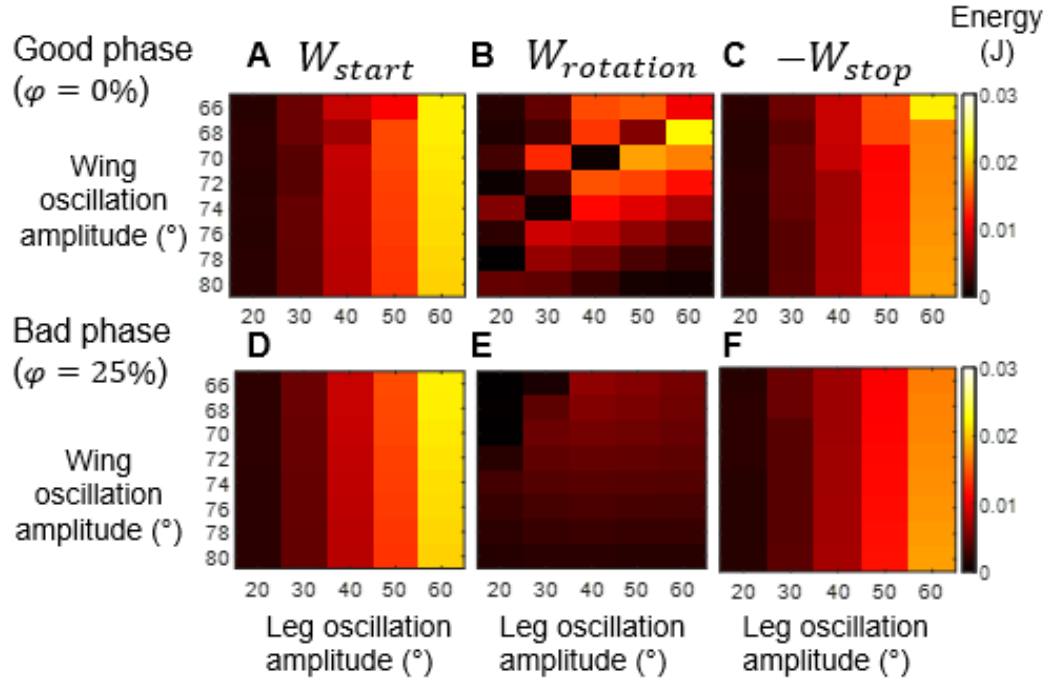 Good phase
(φ = 0%)
A W_start
B W_rotation
C −W_stop
Energy
(J)
Wing
oscillation
amplitude (°)
66
68
70
72
74
76
78
80
20 30 40 50 60
20 30 40 50 60
20 30 40 50 60
0.03
0.02
0.01
0
Bad phase
(φ = 25%)
D
E
F
Wing
oscillation
amplitude (°)
66
68
70
72
74
76
78
80
20 30 40 50 60
20 30 40 50 60
20 30 40 50 60
0.03
0.02
0.01
0
Leg oscillation
amplitude (°)
Leg oscillation
amplitude (°)
Leg oscillation
amplitude (°)